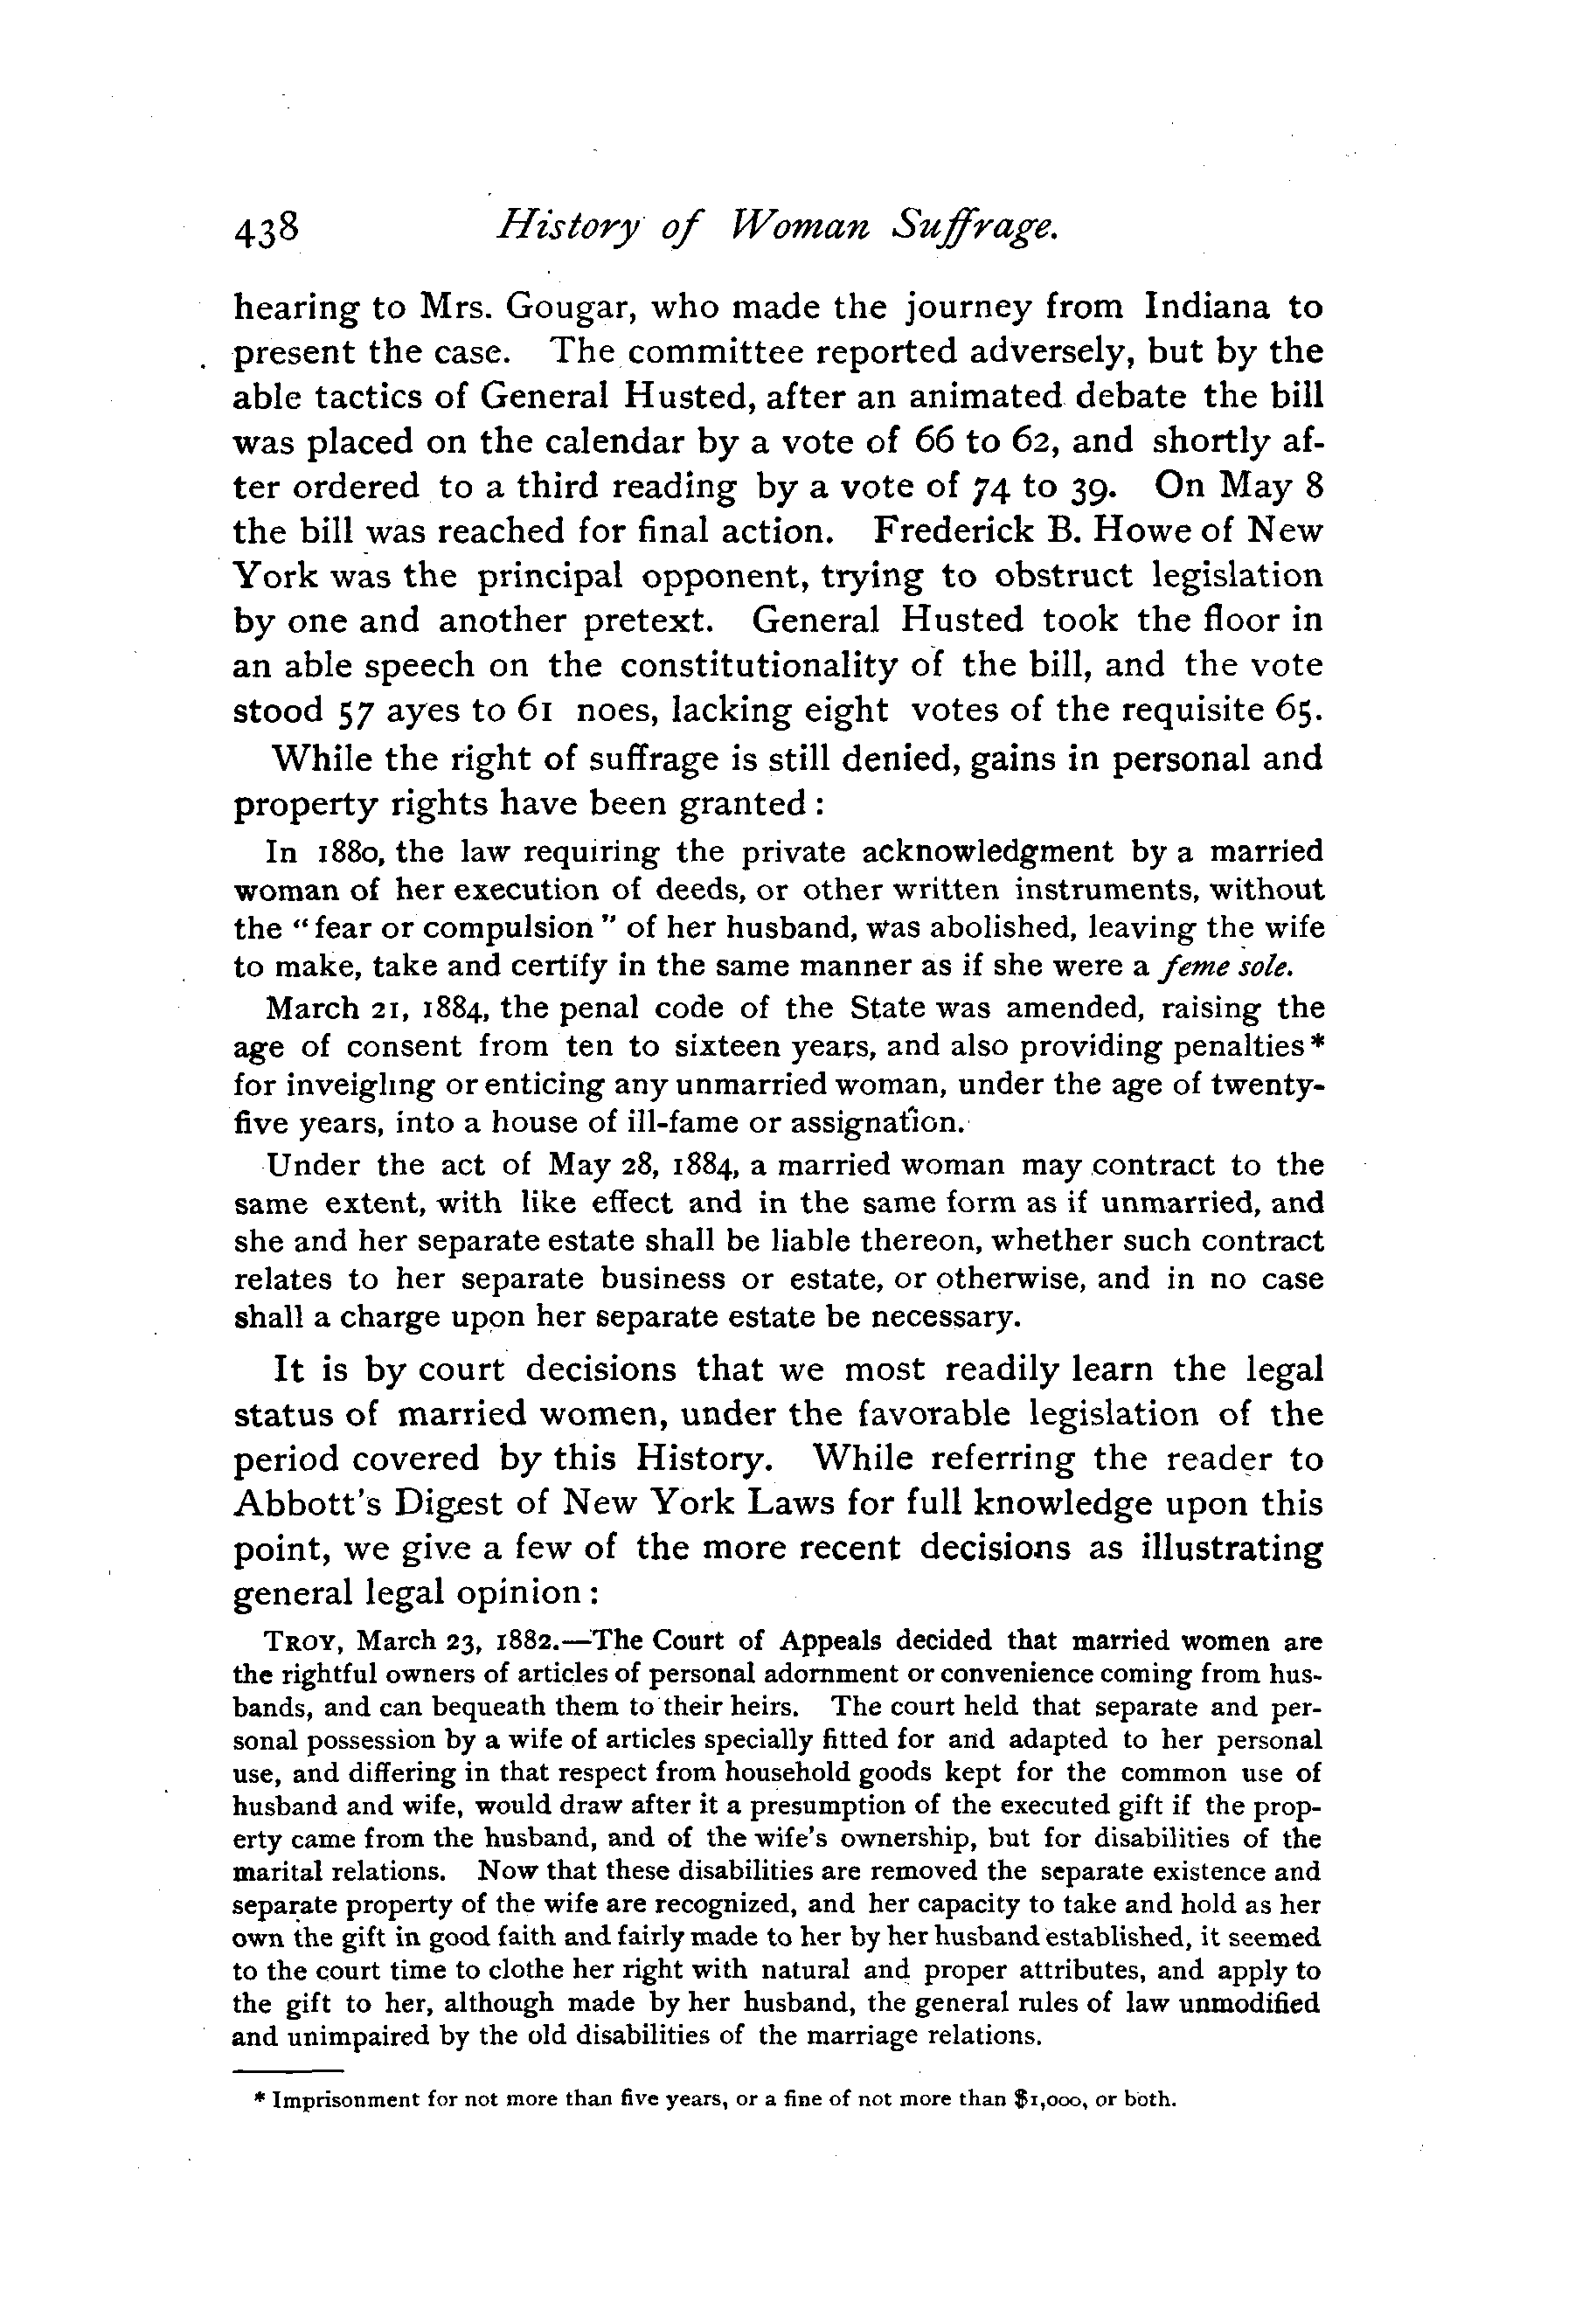 438 History of Woman Suffrage.
hearing to Mrs. Gougar, who made the journey from Indiana to
present the case. The committee reported adversely, but by the
able tactics of General Husted, after an animated debate the bill
was placed on the calendar by a vote of 66 to 62, and shortly af-
ter ordered to a third reading by a vote of 74 to 39. On May 8
the bill was reached for final action. Frederick B. Howe of New
York was the principal opponent, trying to obstruct legislation
by one and another pretext. General Husted took the floor in
an able speech on the constitutionality of the bill, and the vote
stood 57 ayes to 61 noes, lacking eight votes of the requisite 65.
While the right of suffrage is still denied, gains in personal and
property rights have been granted :
In 1880, the law requiring the private acknowledgment by a married
woman of her execution of deeds, or other written instruments, without
the "fear or compulsion" of her husband, was abolished, leaving the wife
to make, take and certify in the same manner as if she were a feme sole.
March 21, 1884, the penal code of the State was amended, raising the
age of consent from ten to sixteen years, and also providing penalties*
for inveigling or enticing any unmarried woman, under the age of twenty-
five years, into a house of ill-fame or assignation.
Under the act of May 28, 1884, a married woman may contract to the
same extent, with like effect and in the same form as if unmarried, and
she and her separate estate shall be liable thereon, whether such contract
relates to her separate business or estate, or otherwise, and in no case
shall a charge upon her separate estate be necessary.
It is by court decisions that we most readily learn the legal
status of married women, under the favorable legislation of the
period covered by this History. While referring the reader to
Abbott's Digest of New York Laws for full knowledge upon this
point, we give a few of the more recent decisions as illustrating
general legal opinion :
TROY, March 23, 1882.—The Court of Appeals decided that married women are
the rightful owners of articles of personal adornment or convenience coming from hus-
bands, and can bequeath them to their heirs. The court held that separate and per-
sonal possession by a wife of articles specially fitted for and adapted to her personal
use, and differing in that respect from household goods kept for the common use of
husband and wife, would draw after it a presumption of the executed gift if the prop-
erty came from the husband, and of the wife's ownership, but for disabilities of the
marital relations. Now that these disabilities are removed the separate existence and
separate property of the wife are recognized, and her capacity to take and hold as her
own the gift in good faith and fairly made to her by her husband established, it seemed
to the court time to clothe her right with natural and proper attributes, and apply to
the gift to her, although made by her husband, the general rules of law unmodified
and unimpaired by the old disabilities of the marriage relations.
* Imprisonment for not more than five years, or a fine of not more than $1,000, or both.